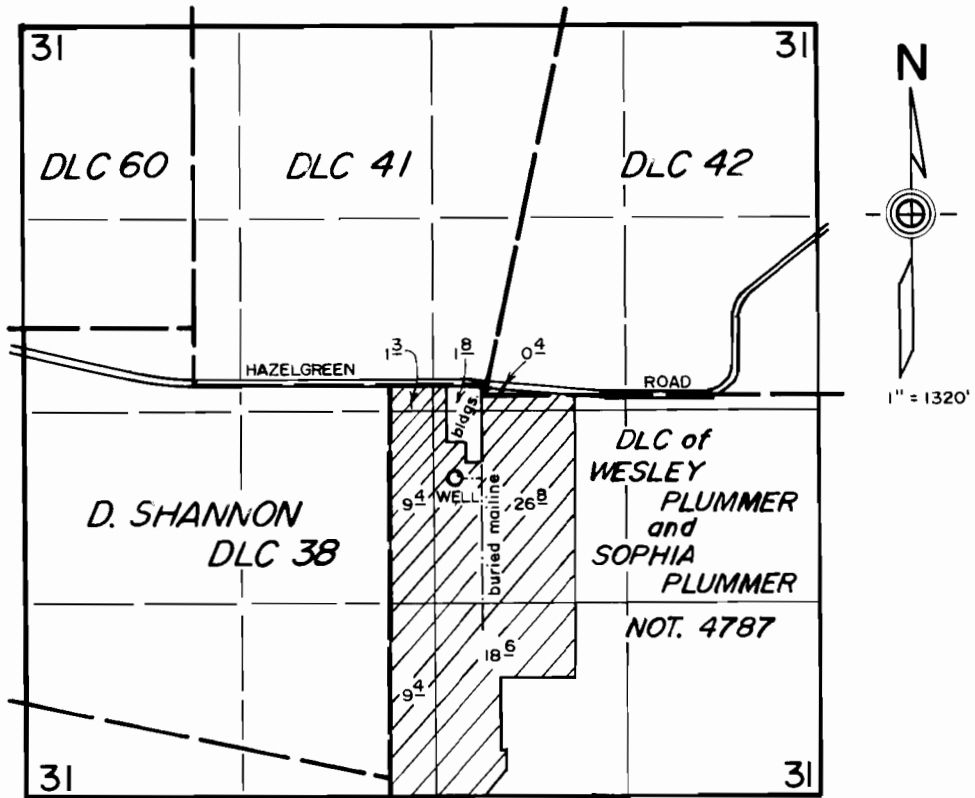 31
31
N
DLC 60
DLC 41
DLC 42
1 3
1 8
0 4
HAZELGREEN
ROAD
1" = 1320'
bldgs.
DLC of
WESLEY
PLUMMER
and
SOPHIA
PLUMMER
NOT. 4787
WELL
9 4
26 8
buried mailine
D. SHANNON
DLC 38
18 6
9 4
31
31